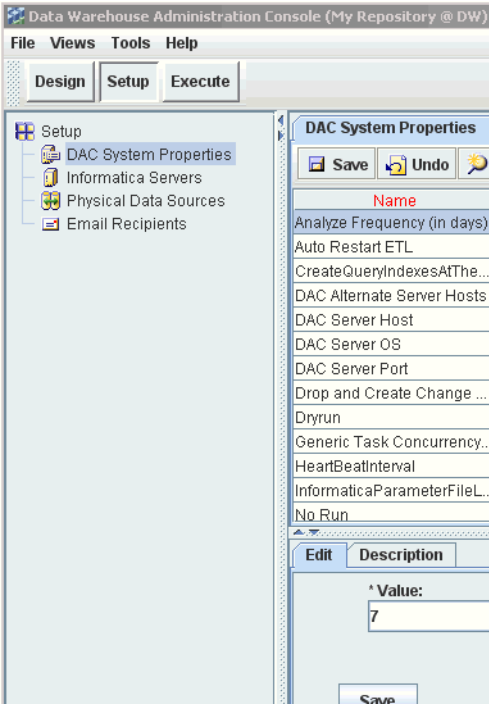 Data Warehouse Administration Console (My Repository @ DW)
File Views Tools Help
Design Setup Execute
Setup
DAC System Properties
Informatica Servers
Physical Data Sources
Email Recipients
DAC System Properties
Save Undo
Name
Analyze Frequency (in days)
Auto Restart ETL
CreateQueryIndexesAtThe...
DAC Alternate Server Hosts
DAC Server Host
DAC Server OS
DAC Server Port
Drop and Create Change ...
Dryrun
Generic Task Concurrency...
HeartBeatInterval
InformaticaParameterFileL...
No Run
Edit Description
* Value:
7
Save